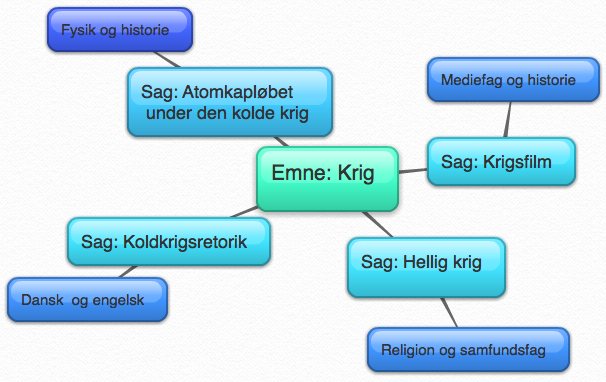 Fysik og historie
Sag: Atomkapløbet
under den kolde krig
Mediefag og historie
Sag: Krigsfilm
Emne: Krig
Sag: Koldkrigsretorik
Dansk og engelsk
Sag: Hellig krig
Religion og samfundsfag